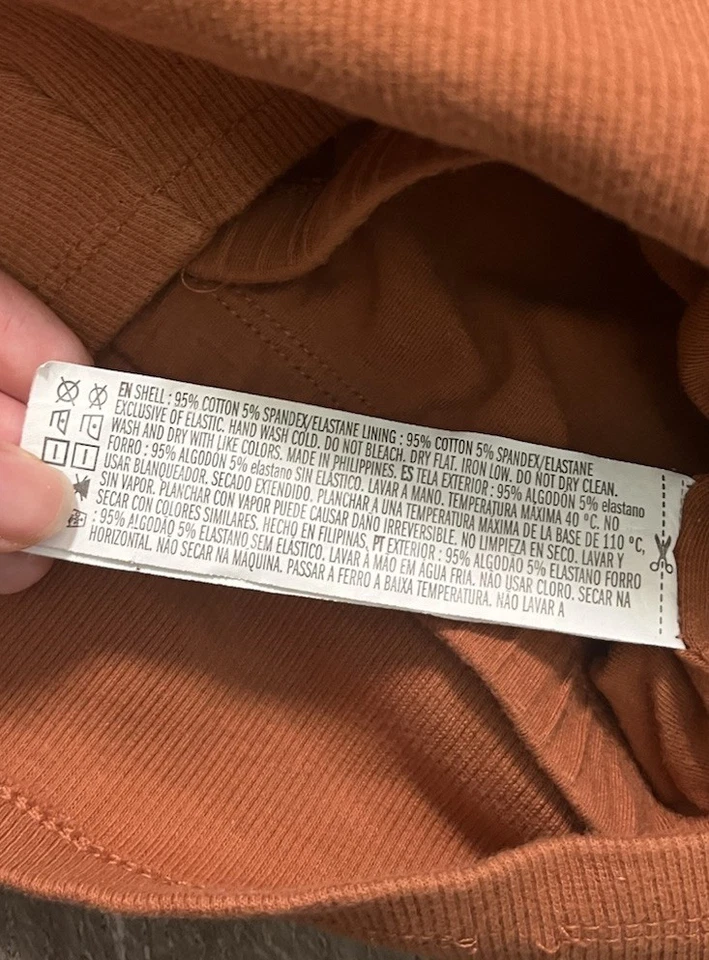 EN SHELL : 95% COTTON 5% SPANDEX/ELASTANE LINING : 95% COTTON 5% SPANDEX/ELASTANE
EXCLUSIVE OF ELASTIC. HAND WASH COLD. DO NOT BLEACH. DRY FLAT. IRON LOW. DO NOT DRY CLEAN.
WASH AND DRY WITH LIKE COLORS. MADE IN PHILIPPINES. ES TELA EXTERIOR : 95% ALGODÓN 5% elastano
FORRO : 95% ALGODÓN 5% elastano SIN ELÁSTICO. LAVAR A MANO. TEMPERATURA MÁXIMA 40 ºC. NO
USAR BLANQUEADOR. SECADO EXTENDIDO. PLANCHAR A UNA TEMPERATURA MÁXIMA DE LA BASE DE 110 ºC,
SIN VAPOR. PLANCHAR CON VAPOR PUEDE CAUSAR DAÑO IRREVERSIBLE. NO LIMPIEZA EN SECO. LAVAR Y
SECAR CON COLORES SIMILARES. HECHO EN FILIPINAS, PT EXTERIOR : 95% ALGODÃO 5% ELASTANO FORRO
: 95% ALGODÃO 5% ELASTANO SEM ELÁSTICO. LAVAR À MÃO EM ÁGUA FRIA. NÃO USAR CLORO. SECAR NA
HORIZONTAL. NÃO SECAR NA MÁQUINA. PASSAR A FERRO A BAIXA TEMPERATURA. NÃO LAVAR A